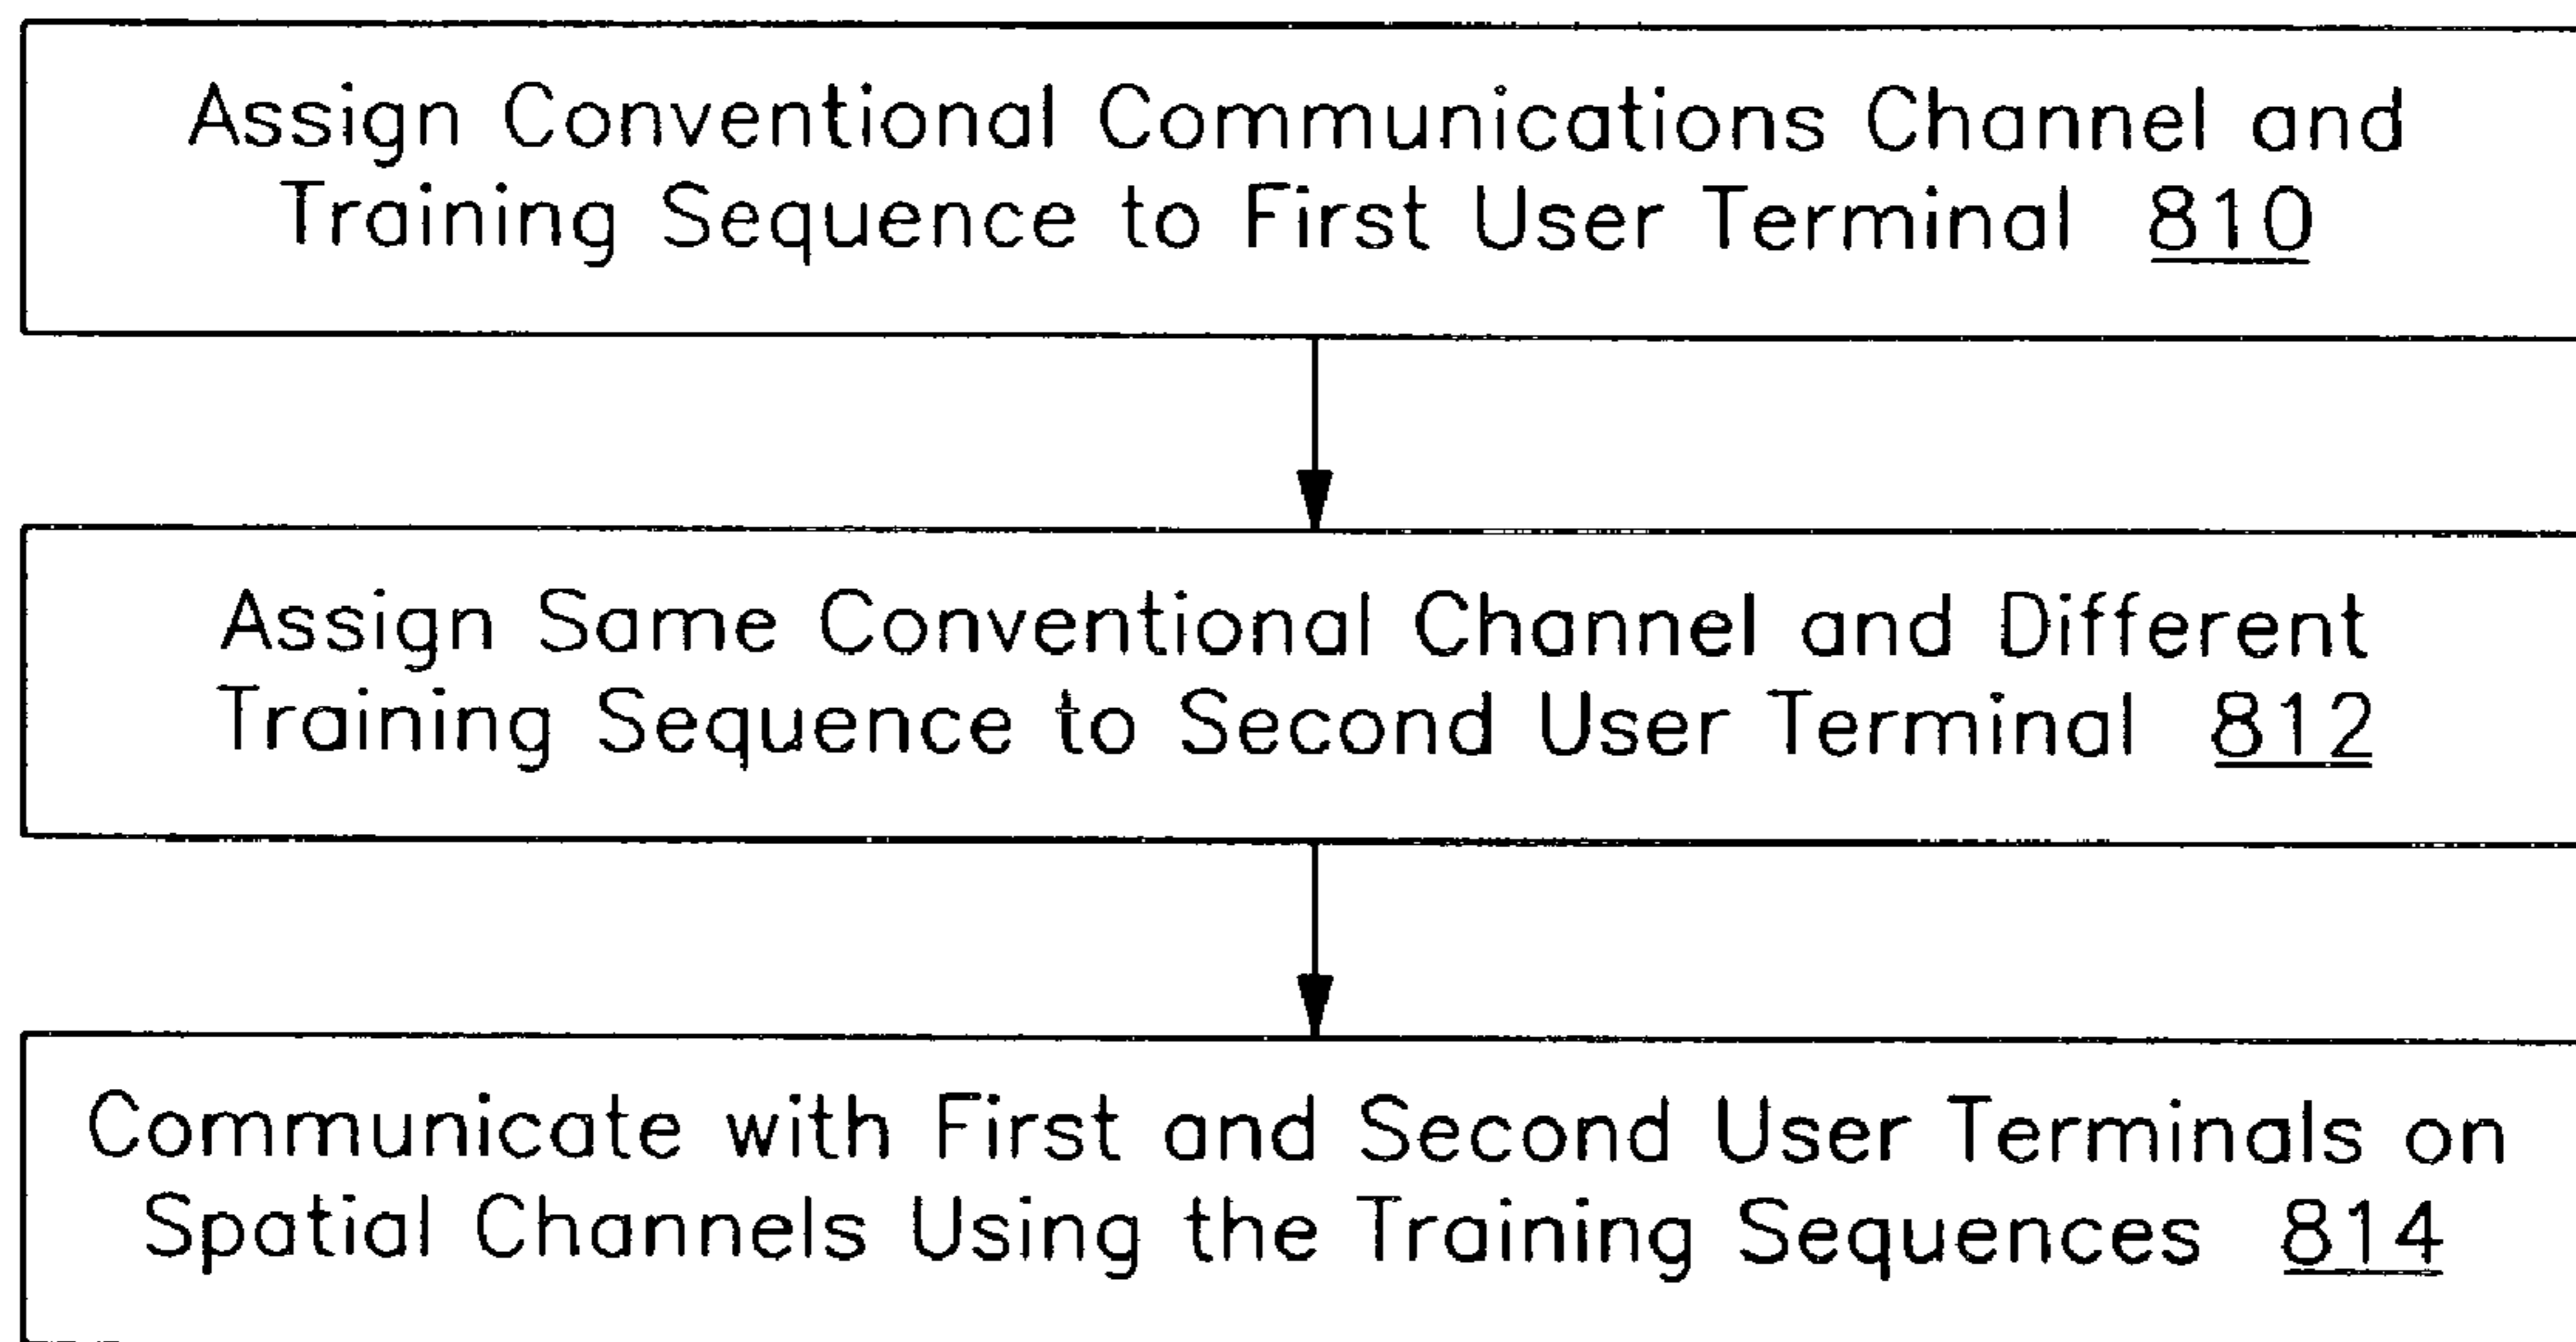 Assign Conventional Communications Channel and
Training Sequence to First User Terminal 810
Assign Same Conventional Channel and Different
Training Sequence to Second User Terminal 812
Communicate with First and Second User Terminals on
Spatial Channels Using the Training Sequences 814